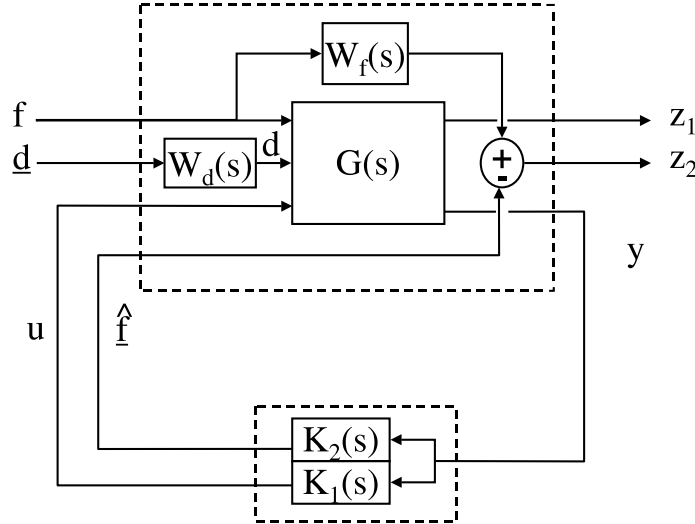 W_f(s)
f
z_1
d
W_d(s)
d
G(s)
+
-
z_2
y
u
f̂
K_2(s)
K_1(s)